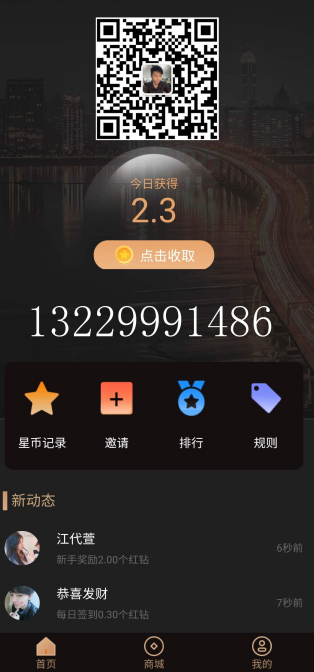 今日获得
2.3
点击收取
13229991486
星币记录 邀请 排行 规则
新动态
江代萱
新手奖励2.00个红钻
6秒前
恭喜发财
每日签到0.30个红钻
7秒前
首页 商城 我的